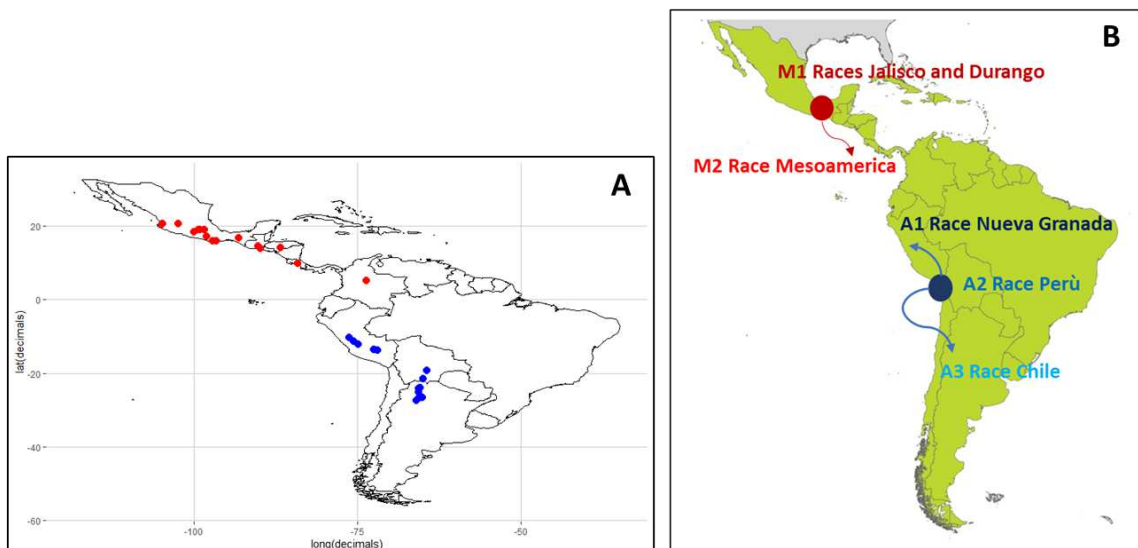 A
20
0
-20
-40
-60
lat(decimals)
-100
-75
-50
long(decimals)
B
M1 Races Jalisco and Durango
M2 Race Mesoamerica
A1 Race Nueva Granada
A2 Race Perù
A3 Race Chile